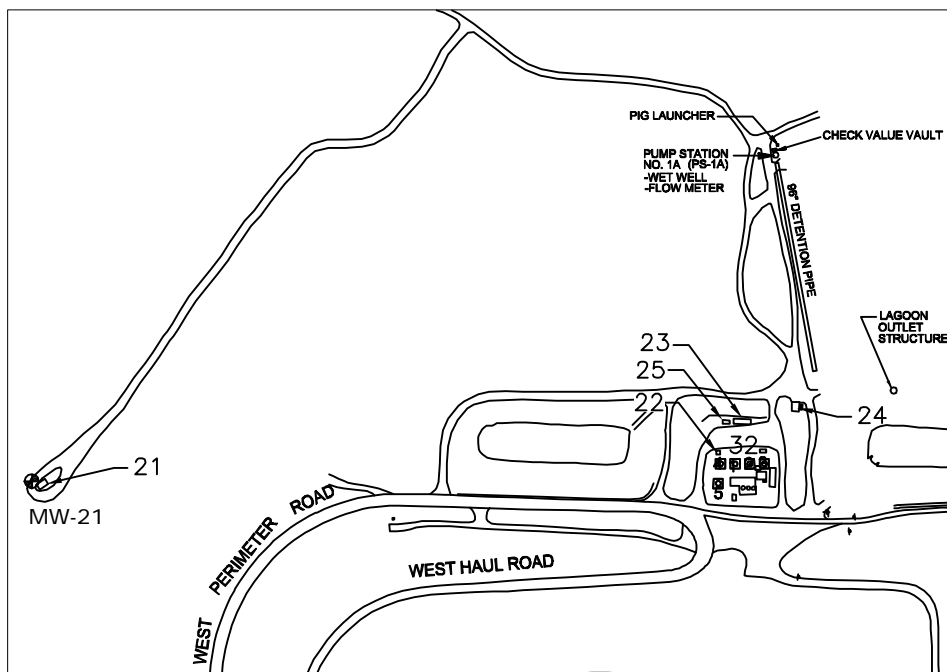 PIG LAUNCHER
CHECK VALUE VAULT
PUMP STATION
NO. 1A (PS-1A)
-WET WELL
-FLOW METER
96" DETENTION PIPE
LAGOON
OUTLET
STRUCTURE
23
25
22
24
32
21
MW-21
WEST PERIMETER ROAD
WEST HAUL ROAD